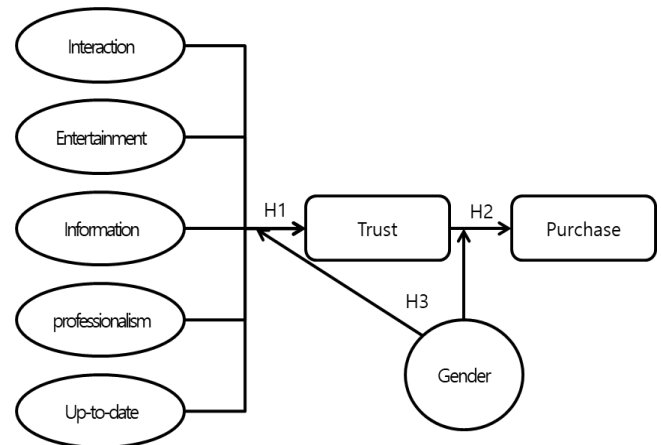 Interaction
Entertainment
Information
professionalism
Up-to-date
H1
Trust
H2
Purchase
H3
Gender